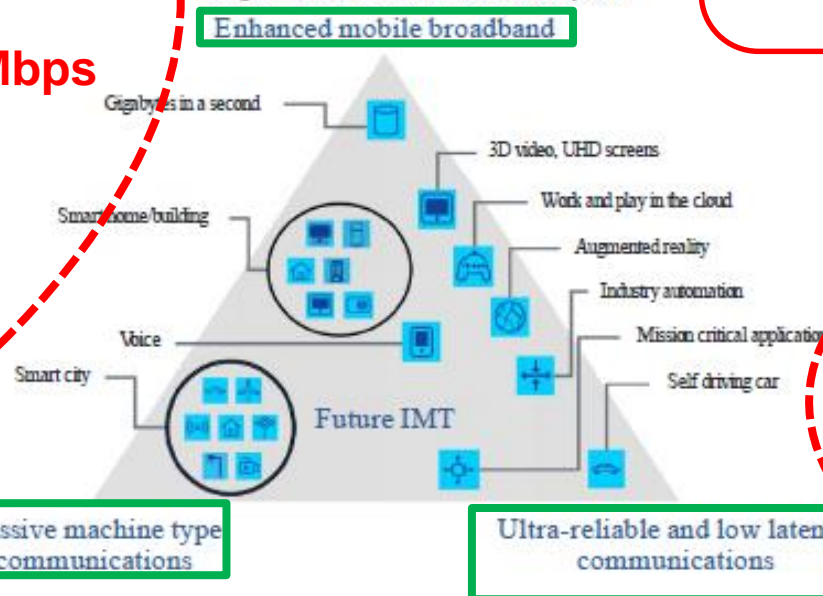 Enhanced mobile broadband
Mbps
Gigabytes in a second
3D video, UHD screens
Work and play in the cloud
Smart home/building
Augmented reality
Industry automation
Voice
Mission critical application
Smart city
Self driving car
Future IMT
ssive machine type
communications
Ultra-reliable and low laten
communications